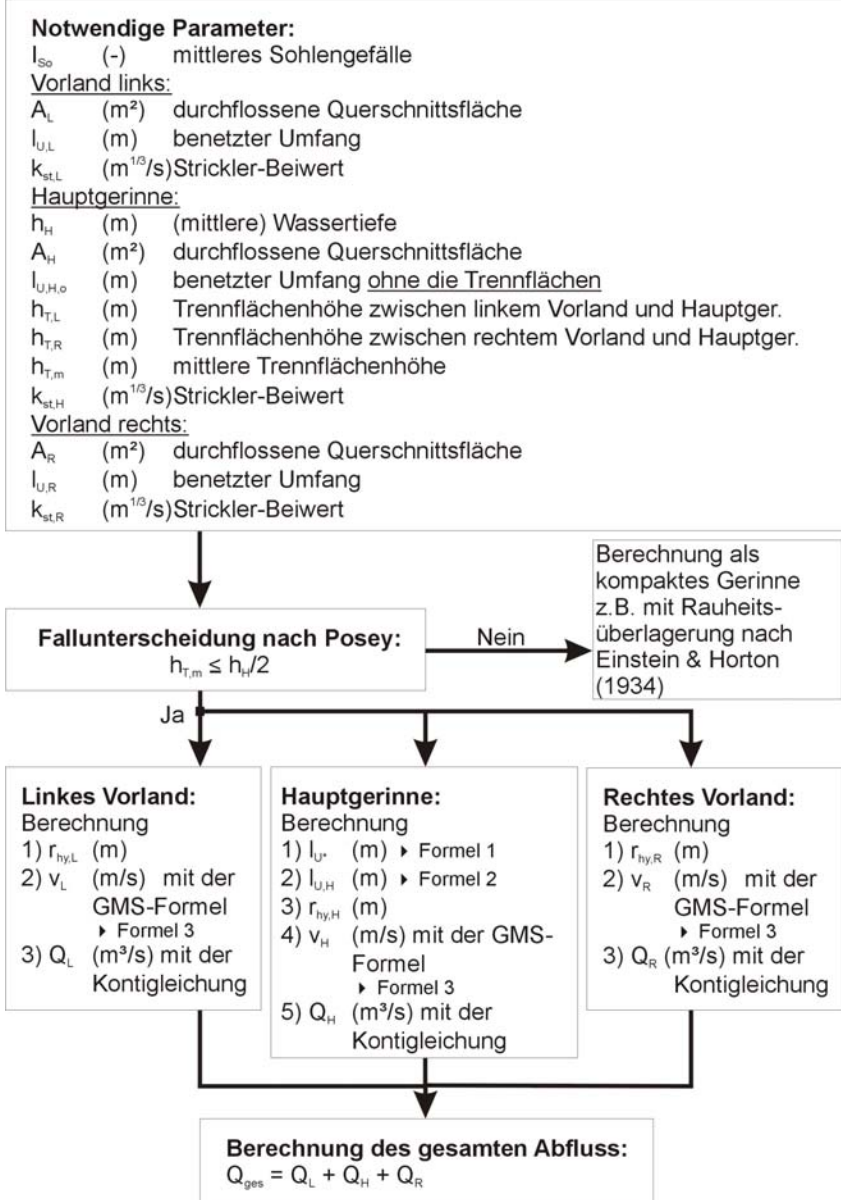 Notwendige Parameter:
I_So (-) mittleres Sohlengefälle
Vorland links:
A_L (m²) durchflossene Querschnittsfläche
l_U,L (m) benetzter Umfang
k_st,L (m^1/3/s) Strickler-Beiwert
Hauptgerinne:
h_H (m) (mittlere) Wassertiefe
A_H (m²) durchflossene Querschnittsfläche
l_U,H,o (m) benetzter Umfang ohne die Trennflächen
h_T,L (m) Trennflächenhöhe zwischen linkem Vorland und Hauptger.
h_T,R (m) Trennflächenhöhe zwischen rechtem Vorland und Hauptger.
h_T,m (m) mittlere Trennflächenhöhe
k_st,H (m^1/3/s) Strickler-Beiwert
Vorland rechts:
A_R (m²) durchflossene Querschnittsfläche
l_U,R (m) benetzter Umfang
k_st,R (m^1/3/s) Strickler-Beiwert
Fallunterscheidung nach Posey:
h_T,m ≤ h_H/2
Nein
Berechnung als
kompaktes Gerinne
z.B. mit Rauheits-
überlagerung nach
Einstein & Horton
(1934)
Ja
Linkes Vorland:
Berechnung
1) r_hy,L (m)
2) v_L (m/s) mit der
GMS-Formel
▸ Formel 3
3) Q_L (m³/s) mit der
Kontigleichung
Hauptgerinne:
Berechnung
1) l_U* (m) ▸ Formel 1
2) l_U,H (m) ▸ Formel 2
3) r_hy,H (m)
4) v_H (m/s) mit der GMS-
Formel
▸ Formel 3
5) Q_H (m³/s) mit der
Kontigleichung
Rechtes Vorland:
Berechnung
1) r_hy,R (m)
2) v_R (m/s) mit der
GMS-Formel
▸ Formel 3
3) Q_R (m³/s) mit der
Kontigleichung
Berechnung des gesamten Abfluss:
Q_ges = Q_L + Q_H + Q_R